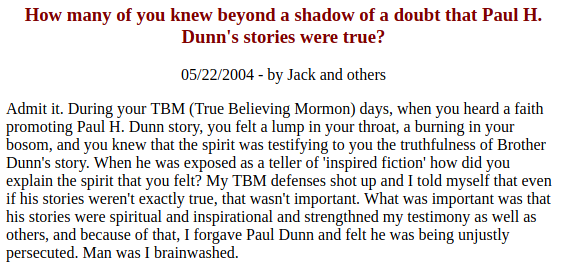 How many of you knew beyond a shadow of a doubt that Paul H.
Dunn's stories were true?
05/22/2004 - by Jack and others
Admit it. During your TBM (True Believing Mormon) days, when you heard a faith
promoting Paul H. Dunn story, you felt a lump in your throat, a burning in your
bosom, and you knew that the spirit was testifying to you the truthfulness of Brother
Dunn's story. When he was exposed as a teller of 'inspired fiction' how did you
explain the spirit that you felt? My TBM defenses shot up and I told myself that even
if his stories weren't exactly true, that wasn't important. What was important was that
his stories were spiritual and inspirational and strengthned my testimony as well as
others, and because of that, I forgave Paul Dunn and felt he was being unjustly
persecuted. Man was I brainwashed.